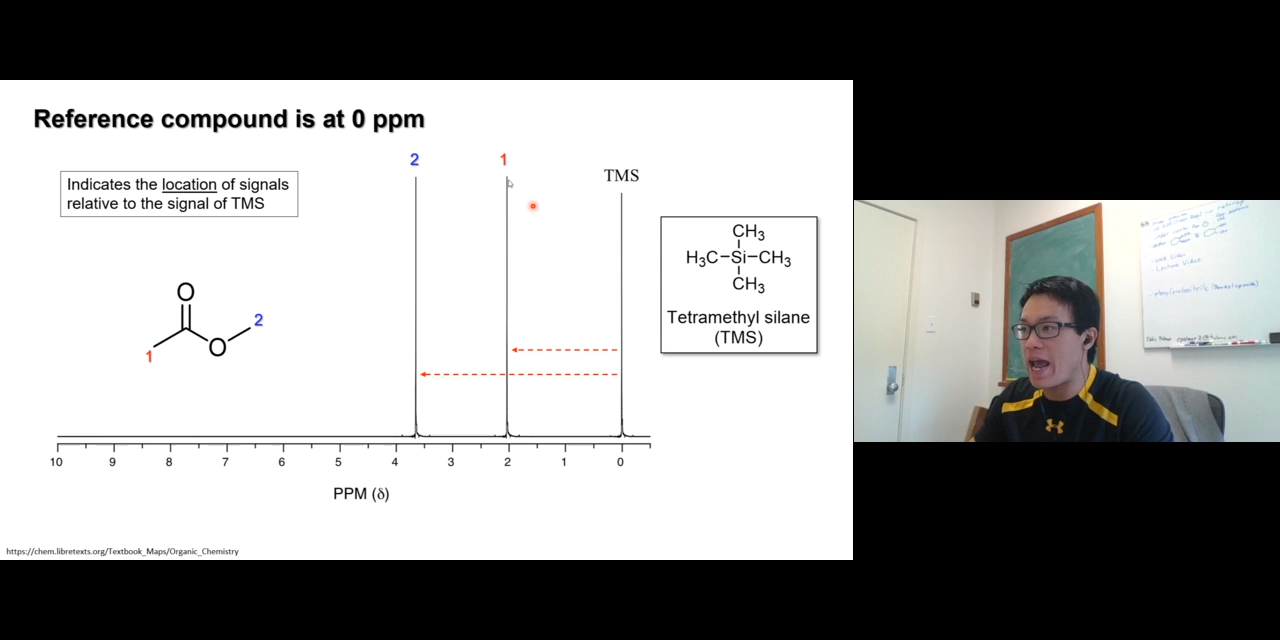 Reference compound is at 0 ppm
Indicates the location of signals
relative to the signal of TMS
2
1
TMS
O
O
1
2
CH3
H3C–Si–CH3
CH3
Tetramethyl silane
(TMS)
10 9 8 7 6 5 4 3 2 1 0
PPM (δ)
https://chem.libretexts.org/Textbook_Maps/Organic_Chemistry
- Lecture Video